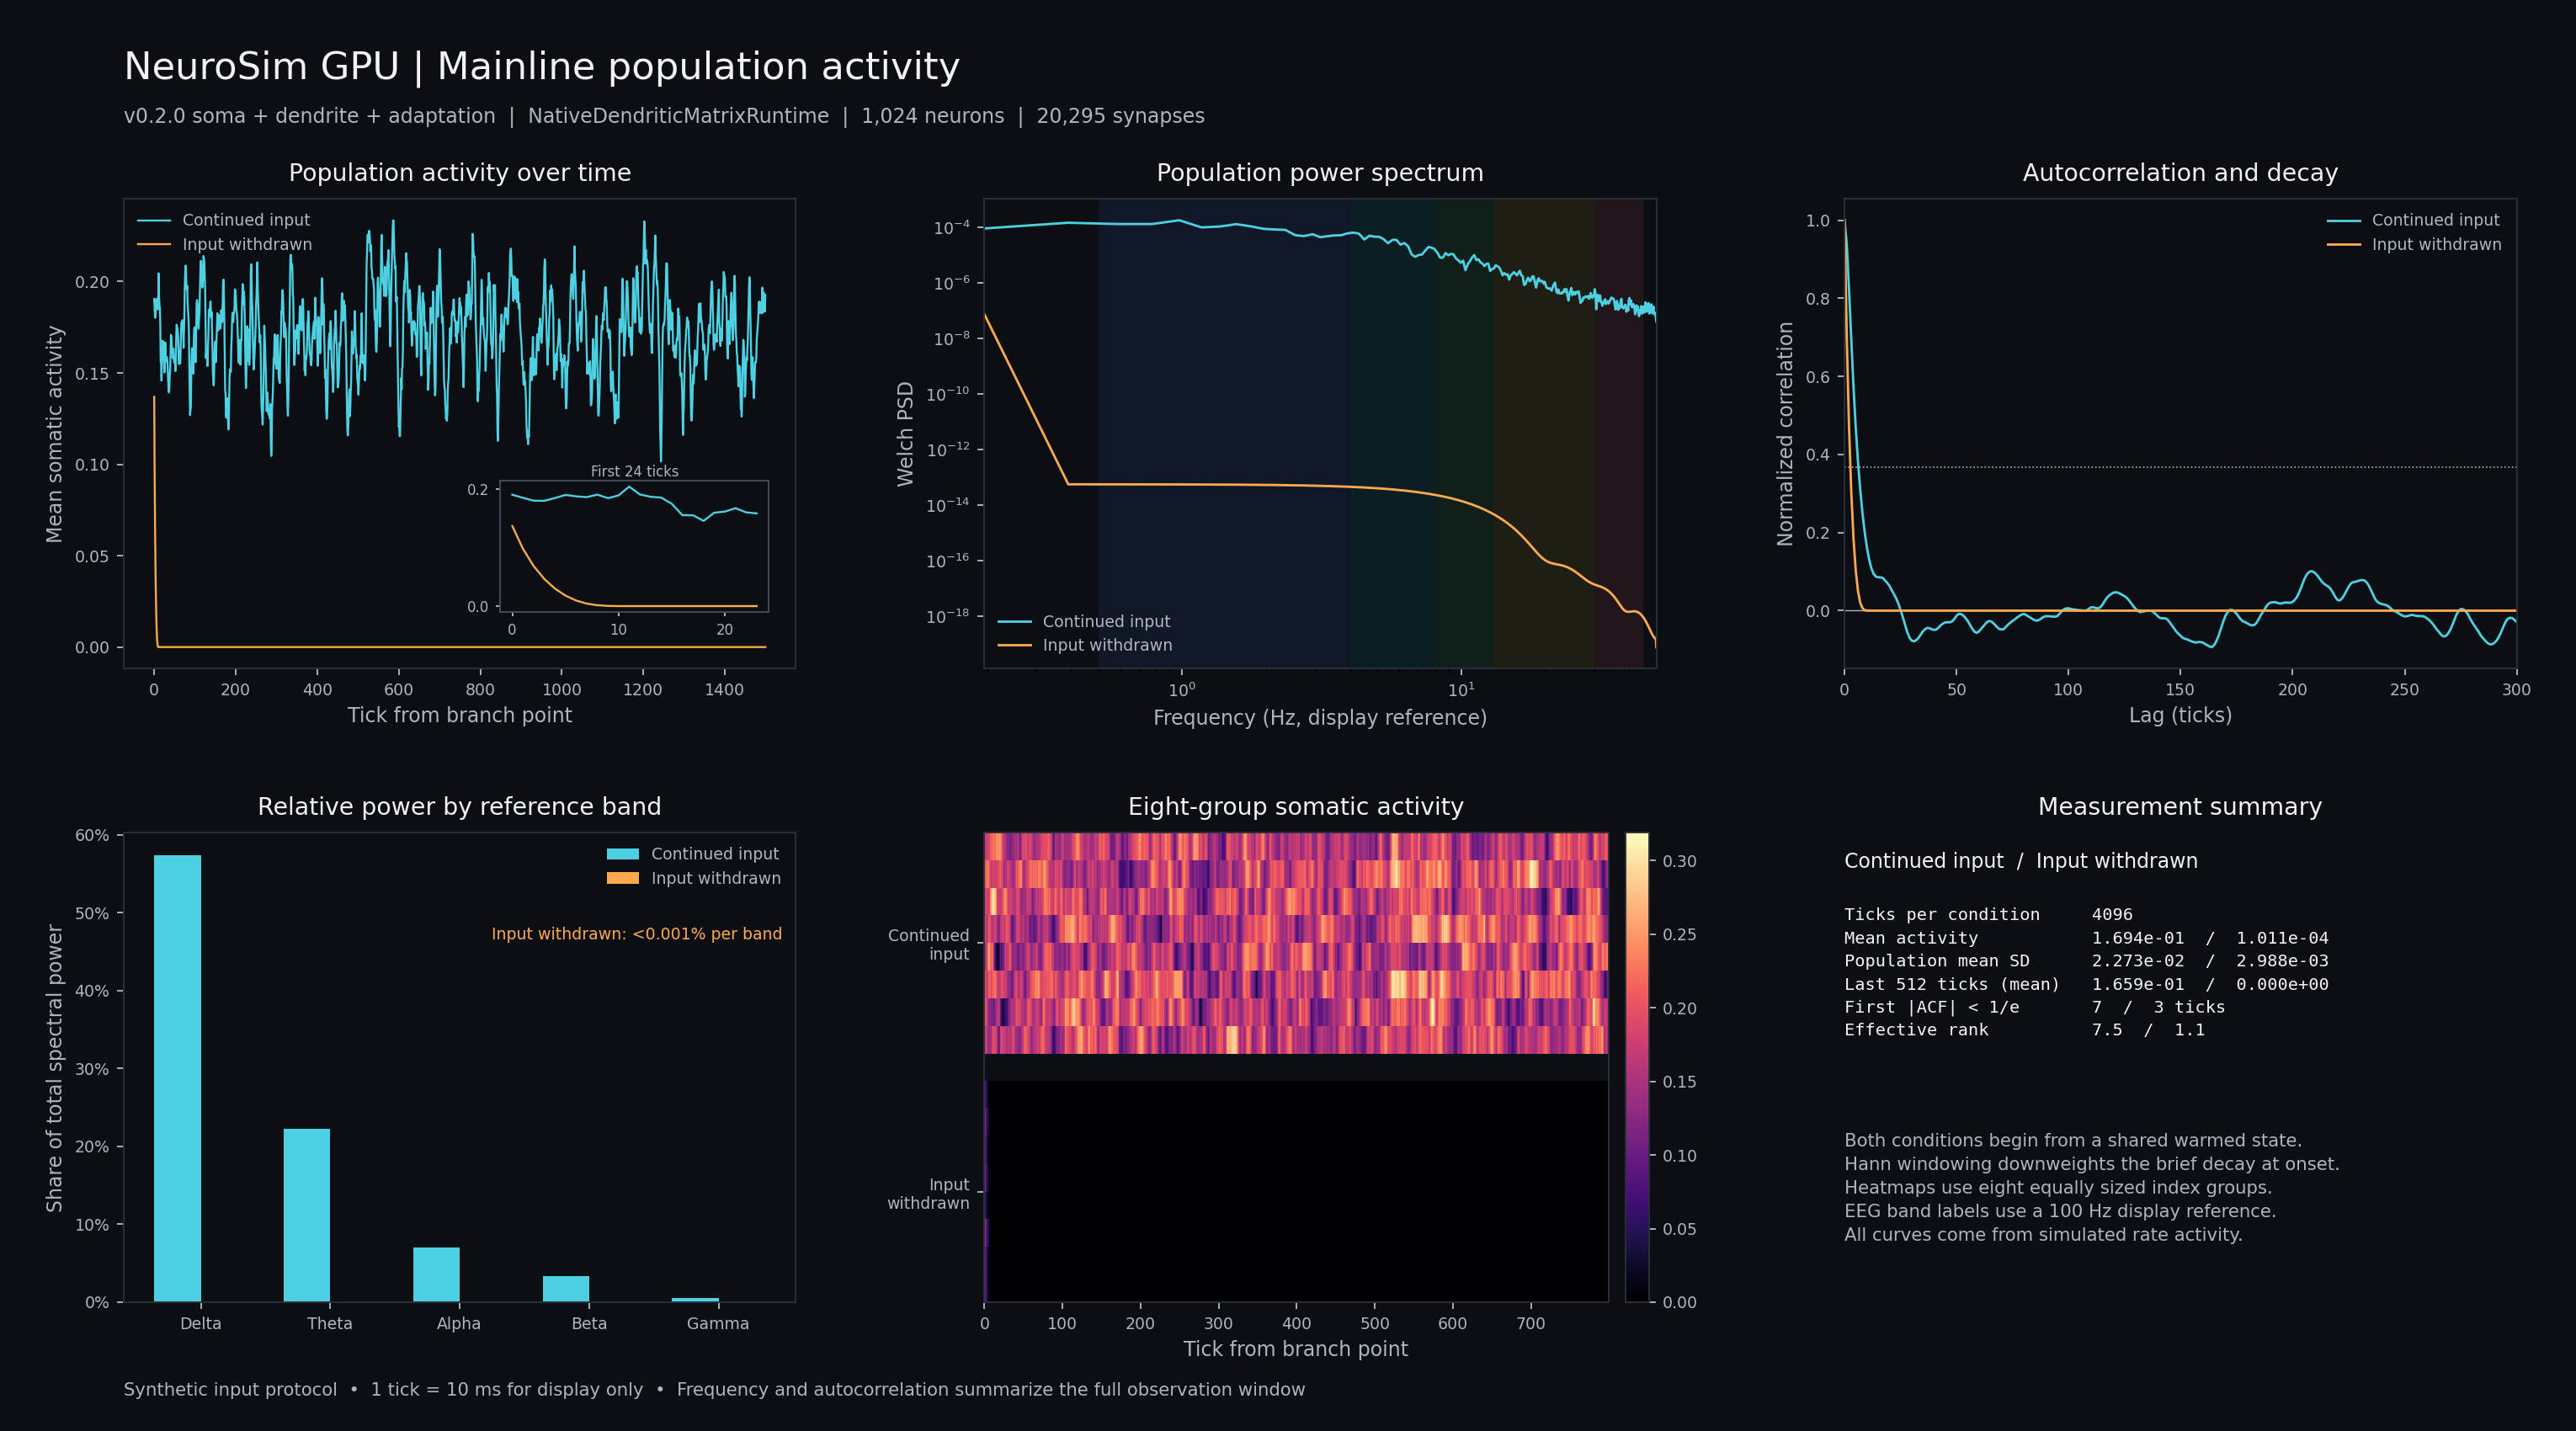 NeuroSim GPU | Mainline population activity
v0.2.0 soma + dendrite + adaptation | NativeDendriticMatrixRuntime | 1,024 neurons | 20,295 synapses
Population activity over time
Continued input
Input withdrawn
Mean somatic activity
0.20
0.15
0.10
0.05
0.00
First 24 ticks
0.2
0.0
0 10 20
0 200 400 600 800 1000 1200 1400
Tick from branch point
Population power spectrum
Welch PSD
10⁻⁴
10⁻⁶
10⁻⁸
10⁻¹⁰
10⁻¹²
10⁻¹⁴
10⁻¹⁶
10⁻¹⁸
Continued input
Input withdrawn
10⁰ 10¹
Frequency (Hz, display reference)
Autocorrelation and decay
Continued input
Input withdrawn
Normalized correlation
1.0
0.8
0.6
0.4
0.2
0.0
0 50 100 150 200 250 300
Lag (ticks)
Relative power by reference band
Share of total spectral power
60%
50%
40%
30%
20%
10%
0%
Continued input
Input withdrawn
Input withdrawn: <0.001% per band
Delta Theta Alpha Beta Gamma
Eight-group somatic activity
Continued
input
Input
withdrawn
0.30
0.25
0.20
0.15
0.10
0.05
0.00
0 100 200 300 400 500 600 700
Tick from branch point
Measurement summary
Continued input / Input withdrawn
Ticks per condition 4096
Mean activity 1.694e-01 / 1.011e-04
Population mean SD 2.273e-02 / 2.988e-03
Last 512 ticks (mean) 1.659e-01 / 0.000e+00
First |ACF| < 1/e 7 / 3 ticks
Effective rank 7.5 / 1.1
Both conditions begin from a shared warmed state.
Hann windowing downweights the brief decay at onset.
Heatmaps use eight equally sized index groups.
EEG band labels use a 100 Hz display reference.
All curves come from simulated rate activity.
Synthetic input protocol • 1 tick = 10 ms for display only • Frequency and autocorrelation summarize the full observation window